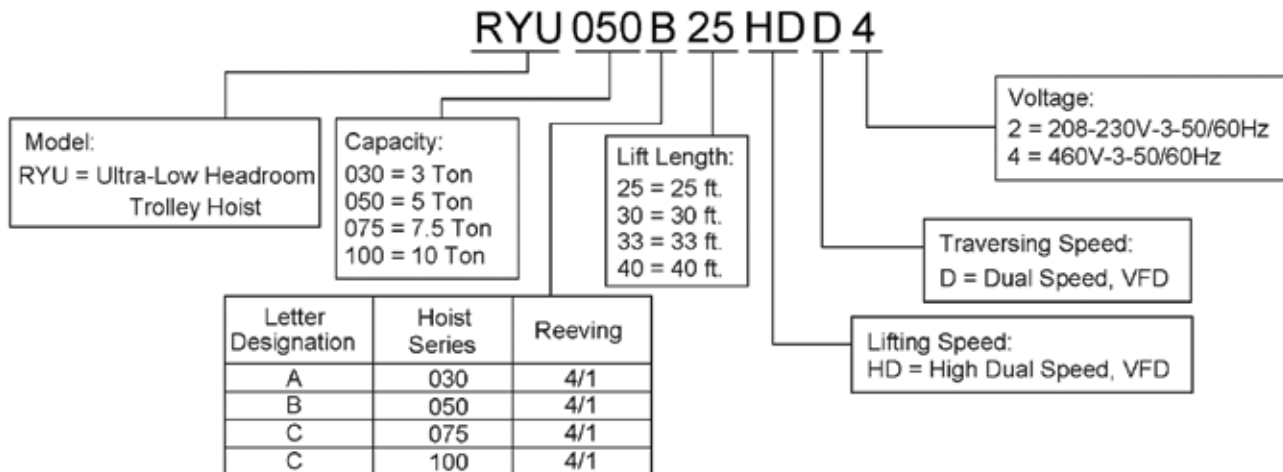 RYU 050 B 25 HD D 4
Model:
RYU = Ultra-Low Headroom
Trolley Hoist
Capacity:
030 = 3 Ton
050 = 5 Ton
075 = 7.5 Ton
100 = 10 Ton
Letter Designation Hoist Series Reeving
A 030 4/1
B 050 4/1
C 075 4/1
C 100 4/1
Lift Length:
25 = 25 ft.
30 = 30 ft.
33 = 33 ft.
40 = 40 ft.
Voltage:
2 = 208-230V-3-50/60Hz
4 = 460V-3-50/60Hz
Traversing Speed:
D = Dual Speed, VFD
Lifting Speed:
HD = High Dual Speed, VFD